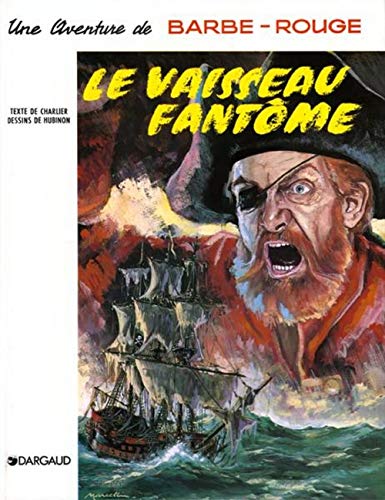 Une Aventure de BARBE-ROUGE
LE VAISSEAU
FANTÔME
TEXTE DE CHARLIER
DESSINS DE HUBINON
DARGAUD